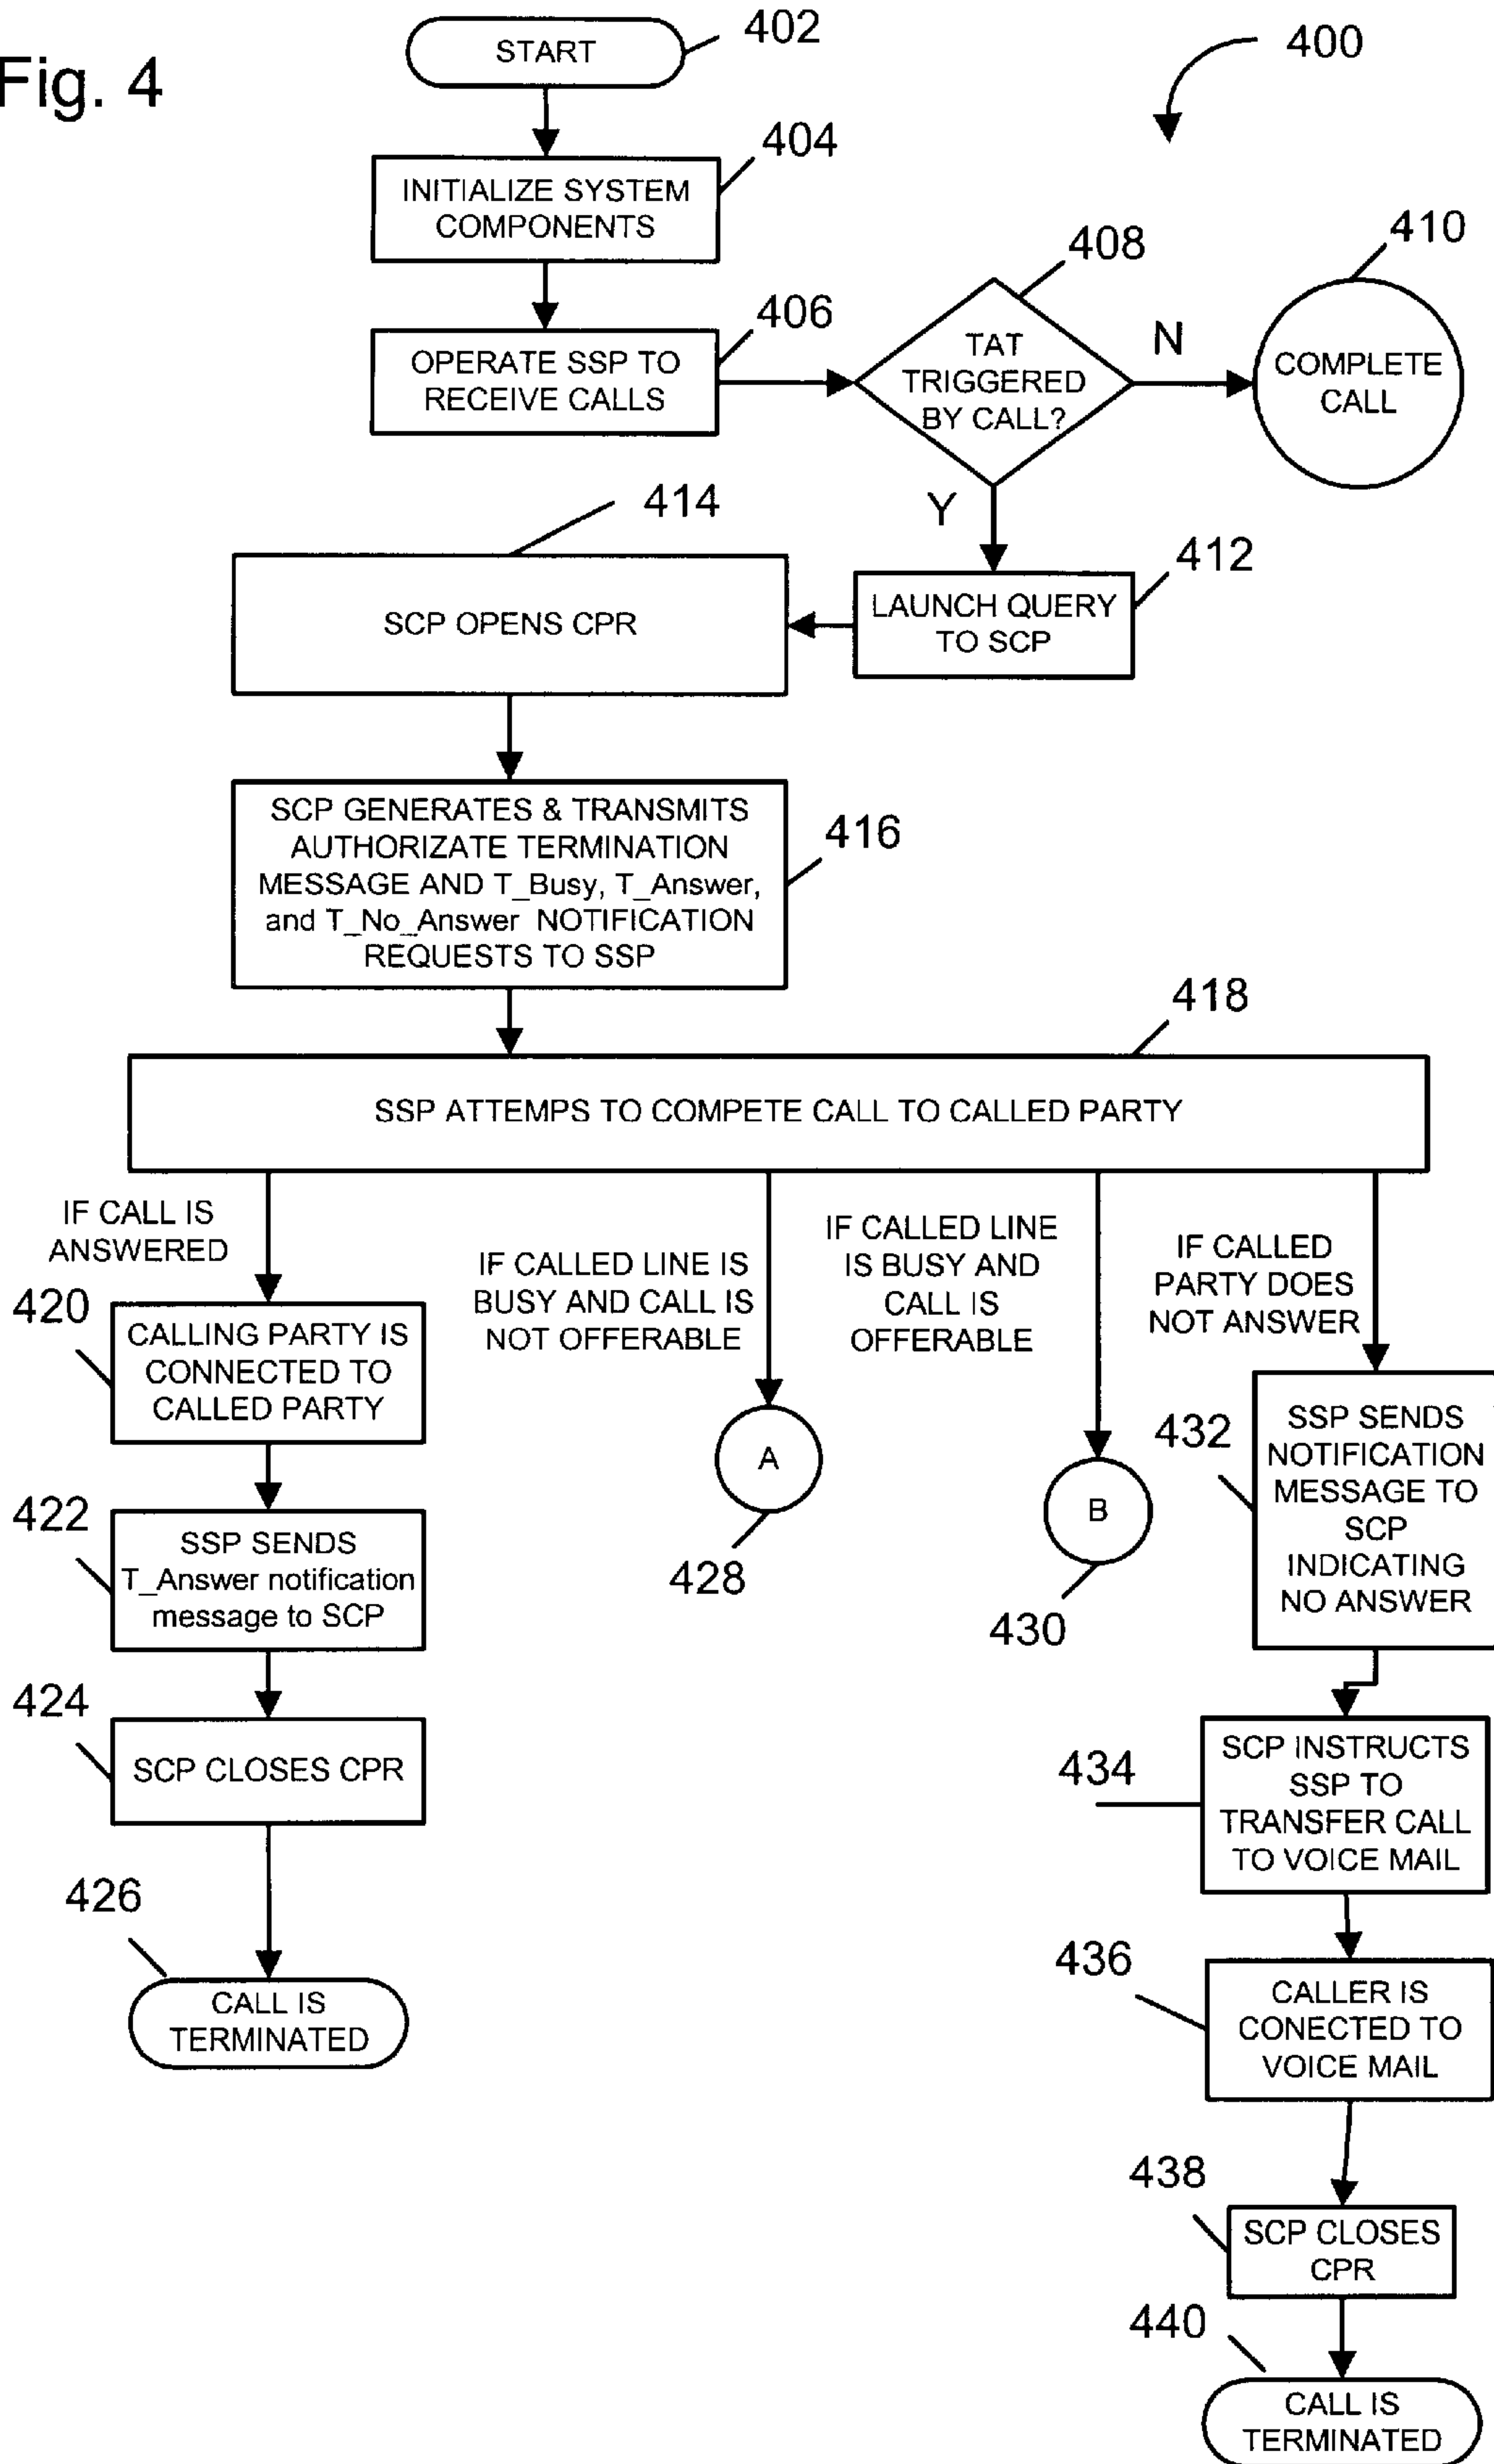 Fig. 4
START
402
400
INITIALIZE SYSTEM
COMPONENTS
404
OPERATE SSP TO
RECEIVE CALLS
406
TAT
TRIGGERED
BY CALL?
408
N
COMPLETE
CALL
410
Y
LAUNCH QUERY
TO SCP
412
SCP OPENS CPR
414
SCP GENERATES & TRANSMITS
AUTHORIZATE TERMINATION
MESSAGE AND T_Busy, T_Answer,
and T_No_Answer NOTIFICATION
REQUESTS TO SSP
416
418
SSP ATTEMPS TO COMPETE CALL TO CALLED PARTY
IF CALL IS
ANSWERED
420
CALLING PARTY IS
CONNECTED TO
CALLED PARTY
422
SSP SENDS
T_Answer notification
message to SCP
424
SCP CLOSES CPR
426
CALL IS
TERMINATED
IF CALLED LINE IS
BUSY AND CALL IS
NOT OFFERABLE
A
428
IF CALLED LINE
IS BUSY AND
CALL IS
OFFERABLE
B
430
IF CALLED
PARTY DOES
NOT ANSWER
432
SSP SENDS
NOTIFICATION
MESSAGE TO
SCP
INDICATING
NO ANSWER
434
SCP INSTRUCTS
SSP TO
TRANSFER CALL
TO VOICE MAIL
436
CALLER IS
CONECTED TO
VOICE MAIL
438
SCP CLOSES
CPR
440
CALL IS
TERMINATED